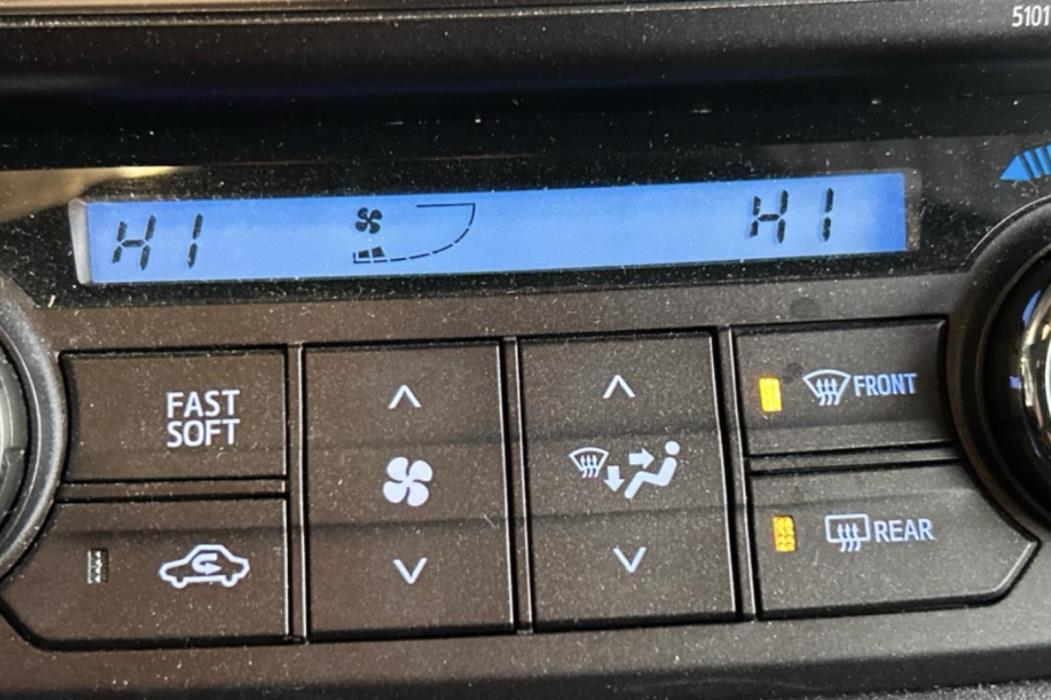 5101
HI HI
FAST
SOFT
FRONT
REAR